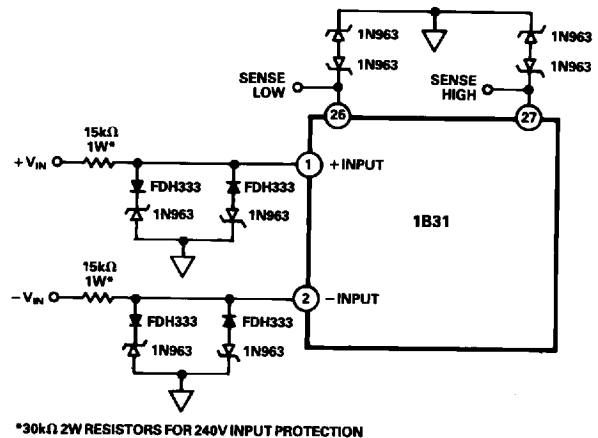 1N963
1N963
1N963
1N963
SENSE
LOW
SENSE
HIGH
26
27
15kΩ
1W*
+VIN
1
+INPUT
FDH333
FDH333
1N963
1N963
1B31
15kΩ
1W*
−VIN
2
−INPUT
FDH333
FDH333
1N963
1N963
*30kΩ 2W RESISTORS FOR 240V INPUT PROTECTION